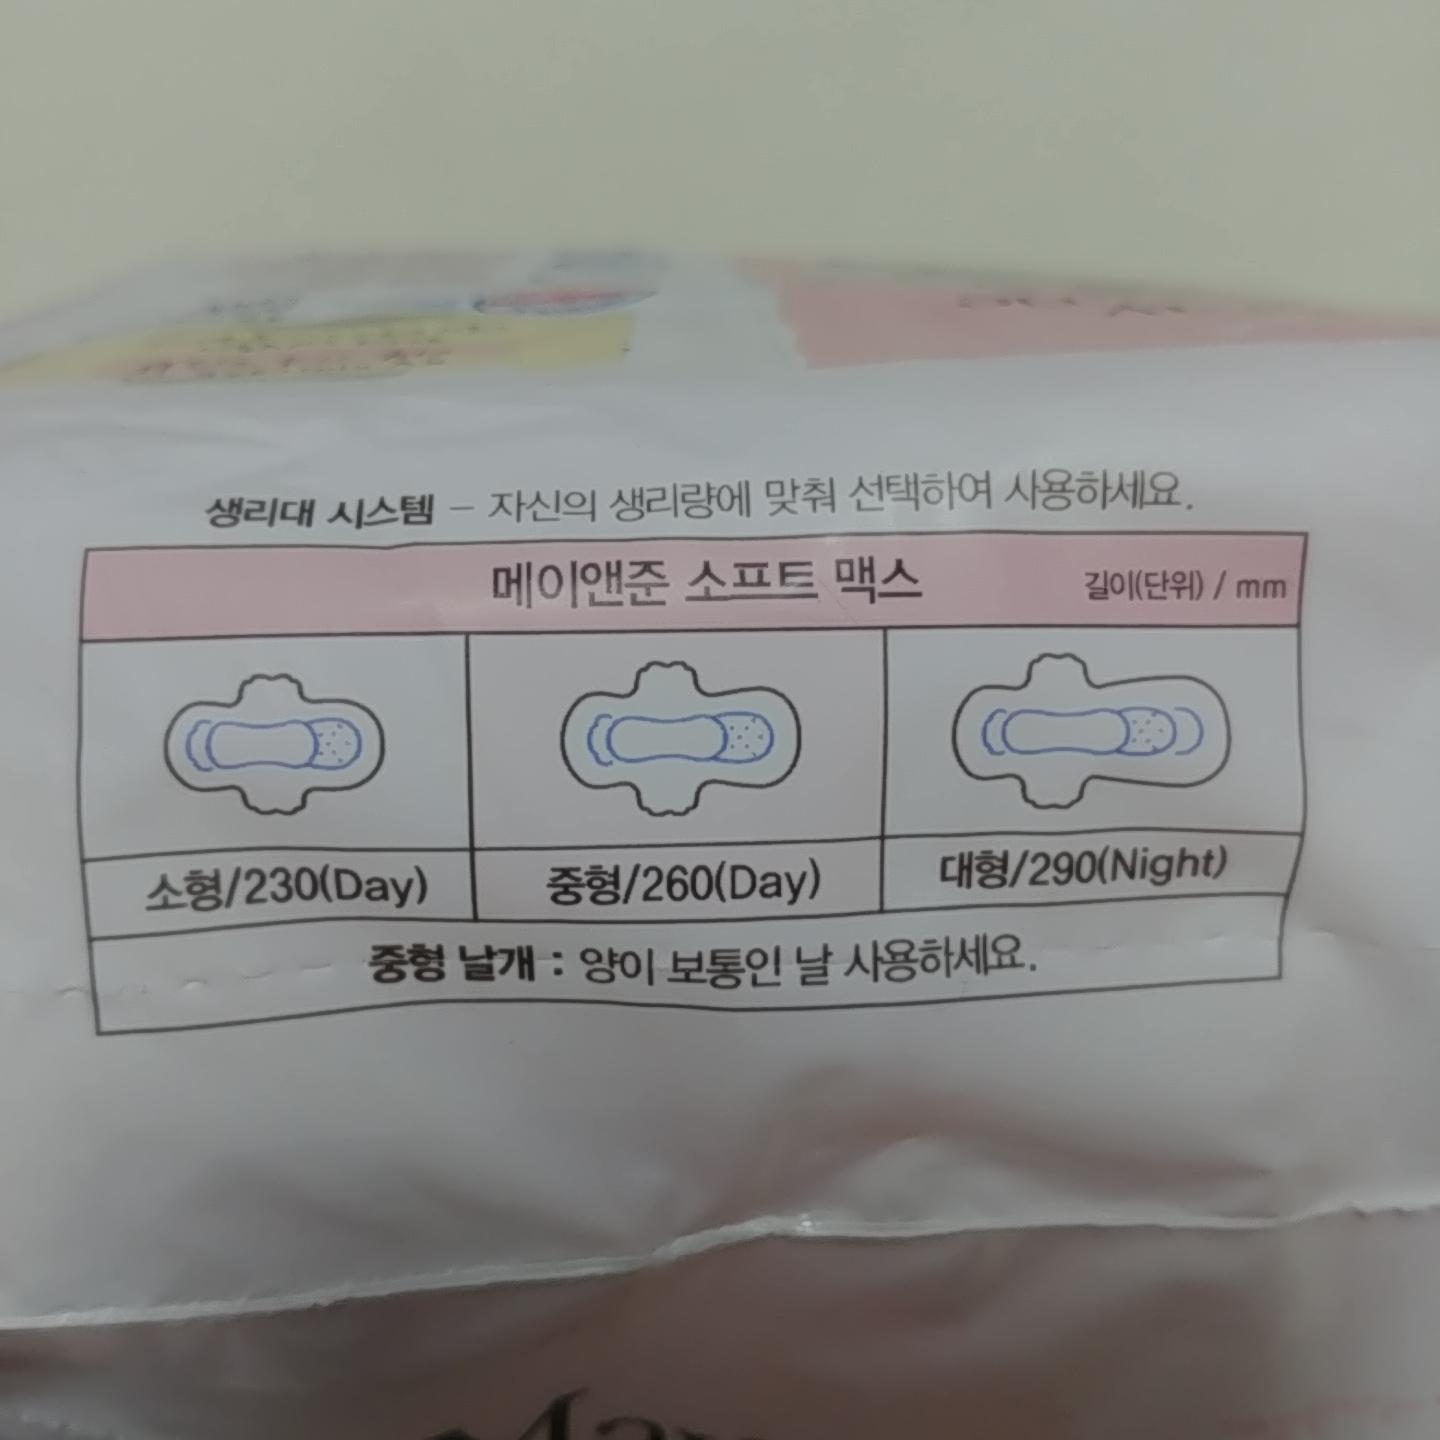 생리대 시스템 – 자신의 생리량에 맞춰 선택하여 사용하세요.
메이앤준 소프트 맥스 길이(단위) / mm
소형/230(Day) 중형/260(Day) 대형/290(Night)
중형 날개 : 양이 보통인 날 사용하세요.